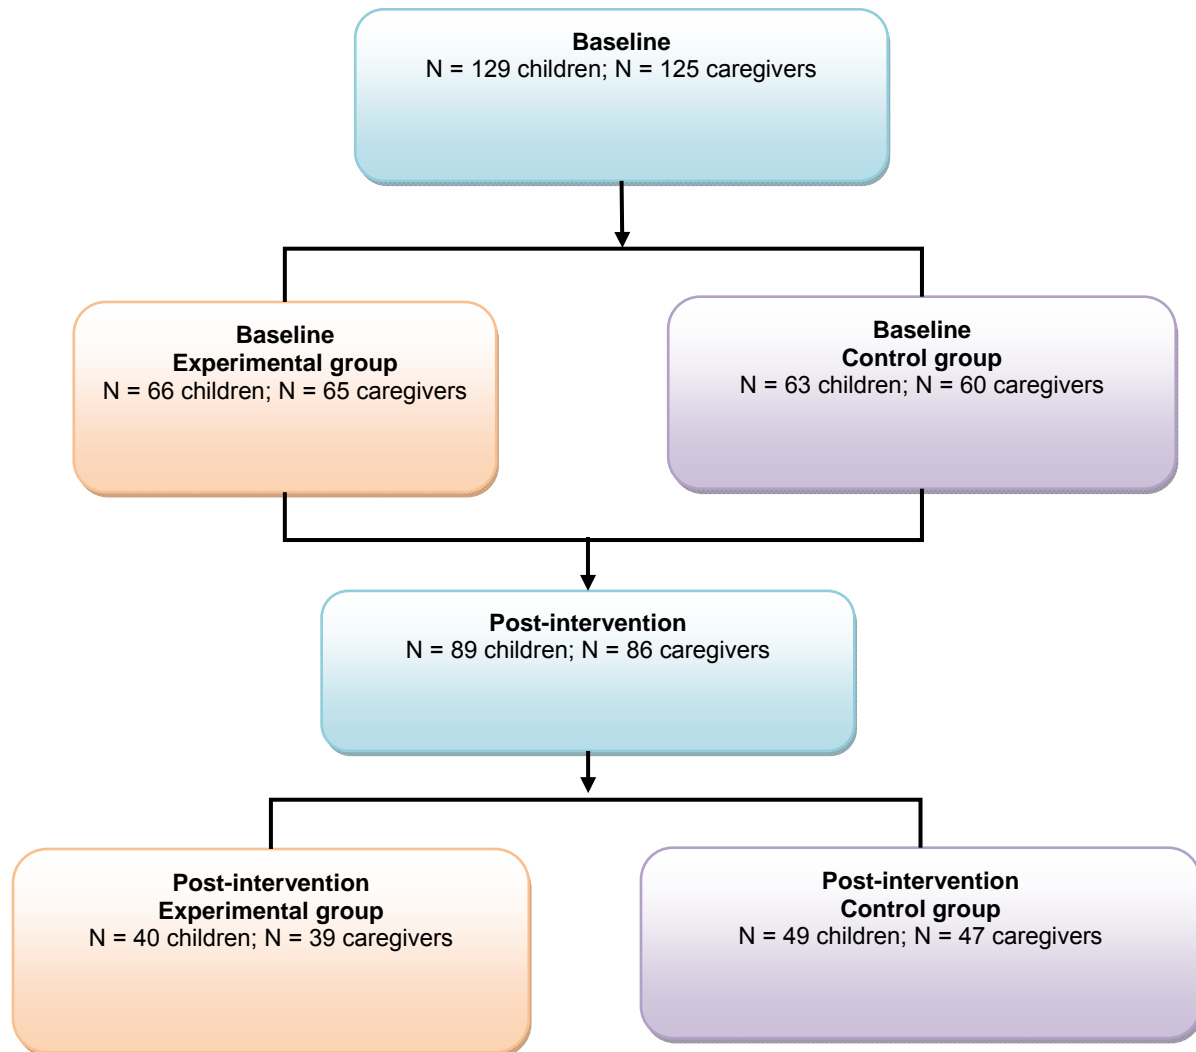 Baseline
N = 129 children; N = 125 caregivers
Baseline
Experimental group
N = 66 children; N = 65 caregivers
Baseline
Control group
N = 63 children; N = 60 caregivers
Post-intervention
N = 89 children; N = 86 caregivers
Post-intervention
Experimental group
N = 40 children; N = 39 caregivers
Post-intervention
Control group
N = 49 children; N = 47 caregivers